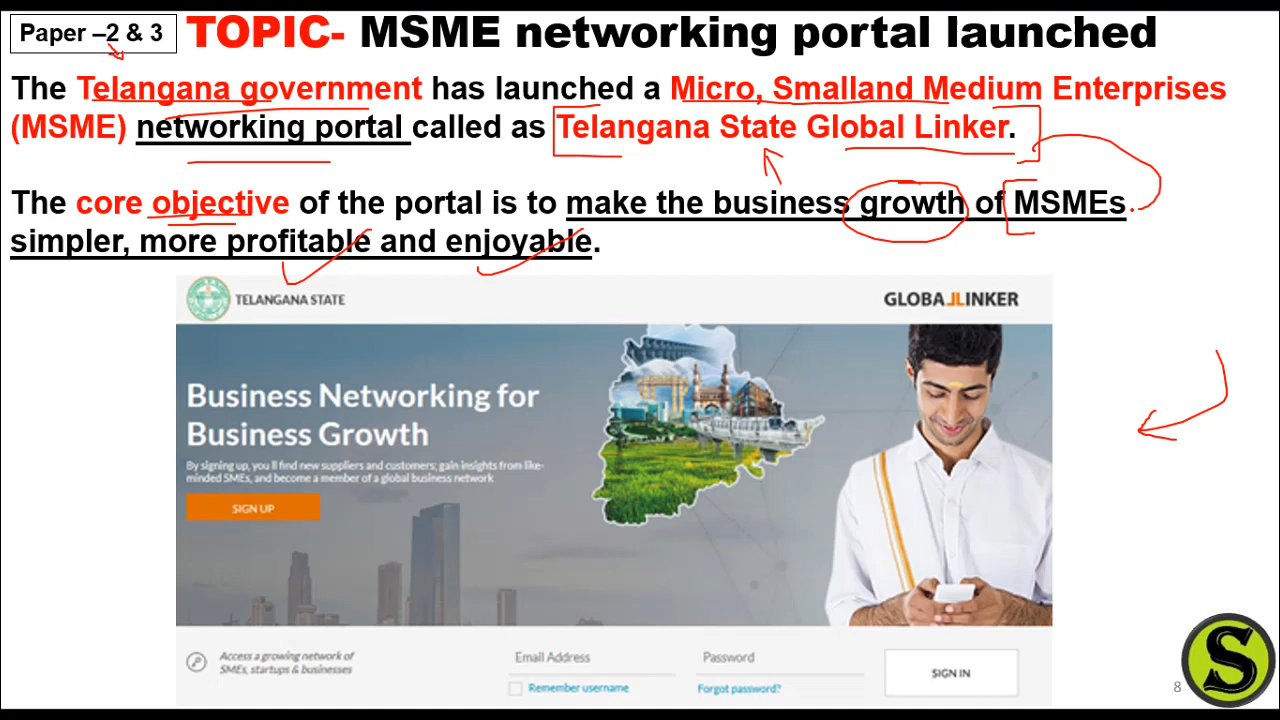 Paper –2 & 3
TOPIC- MSME networking portal launched
The Telangana government has launched a Micro, Smalland Medium Enterprises
(MSME) networking portal called as Telangana State Global Linker.
The core objective of the portal is to make the business growth of MSMEs
simpler, more profitable and enjoyable.
TELANGANA STATE
GLOBALLINKER
Business Networking for
Business Growth
By signing up, you ll find new suppliers and customers; gain insights from like-
minded SMEs, and become a member of a global business network
SIGN UP
Access a growing network of
SMEs, startups & businesses
Email Address
Password
Remember username
Forgot password?
SIGN IN
8
S